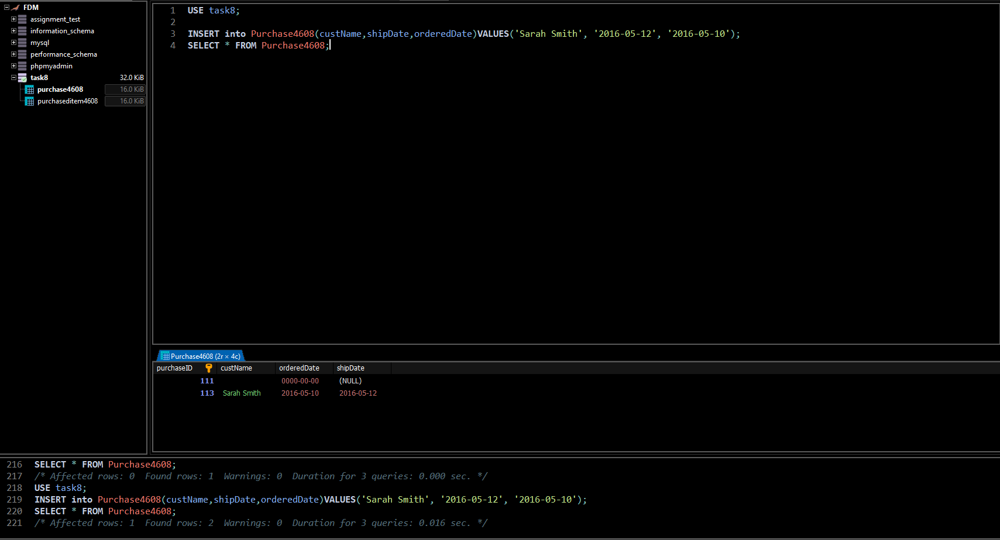 FDM
assignment_test
information_schema
mysql
performance_schema
phpmyadmin
task8 32.0 KiB
purchase4608 16.0 KiB
purchaseditem4608 16.0 KiB
1 USE task8;
2
3 INSERT into Purchase4608(custName,shipDate,orderedDate)VALUES('Sarah Smith', '2016-05-12', '2016-05-10');
4 SELECT * FROM Purchase4608;
Purchase4608 (2r × 4c)
purchaseID custName orderedDate shipDate
111 0000-00-00 (NULL)
113 Sarah Smith 2016-05-10 2016-05-12
216 SELECT * FROM Purchase4608;
217 /* Affected rows: 0  Found rows: 1  Warnings: 0  Duration for 3 queries: 0.000 sec. */
218 USE task8;
219 INSERT into Purchase4608(custName,shipDate,orderedDate)VALUES('Sarah Smith', '2016-05-12', '2016-05-10');
220 SELECT * FROM Purchase4608;
221 /* Affected rows: 1  Found rows: 2  Warnings: 0  Duration for 3 queries: 0.016 sec. */